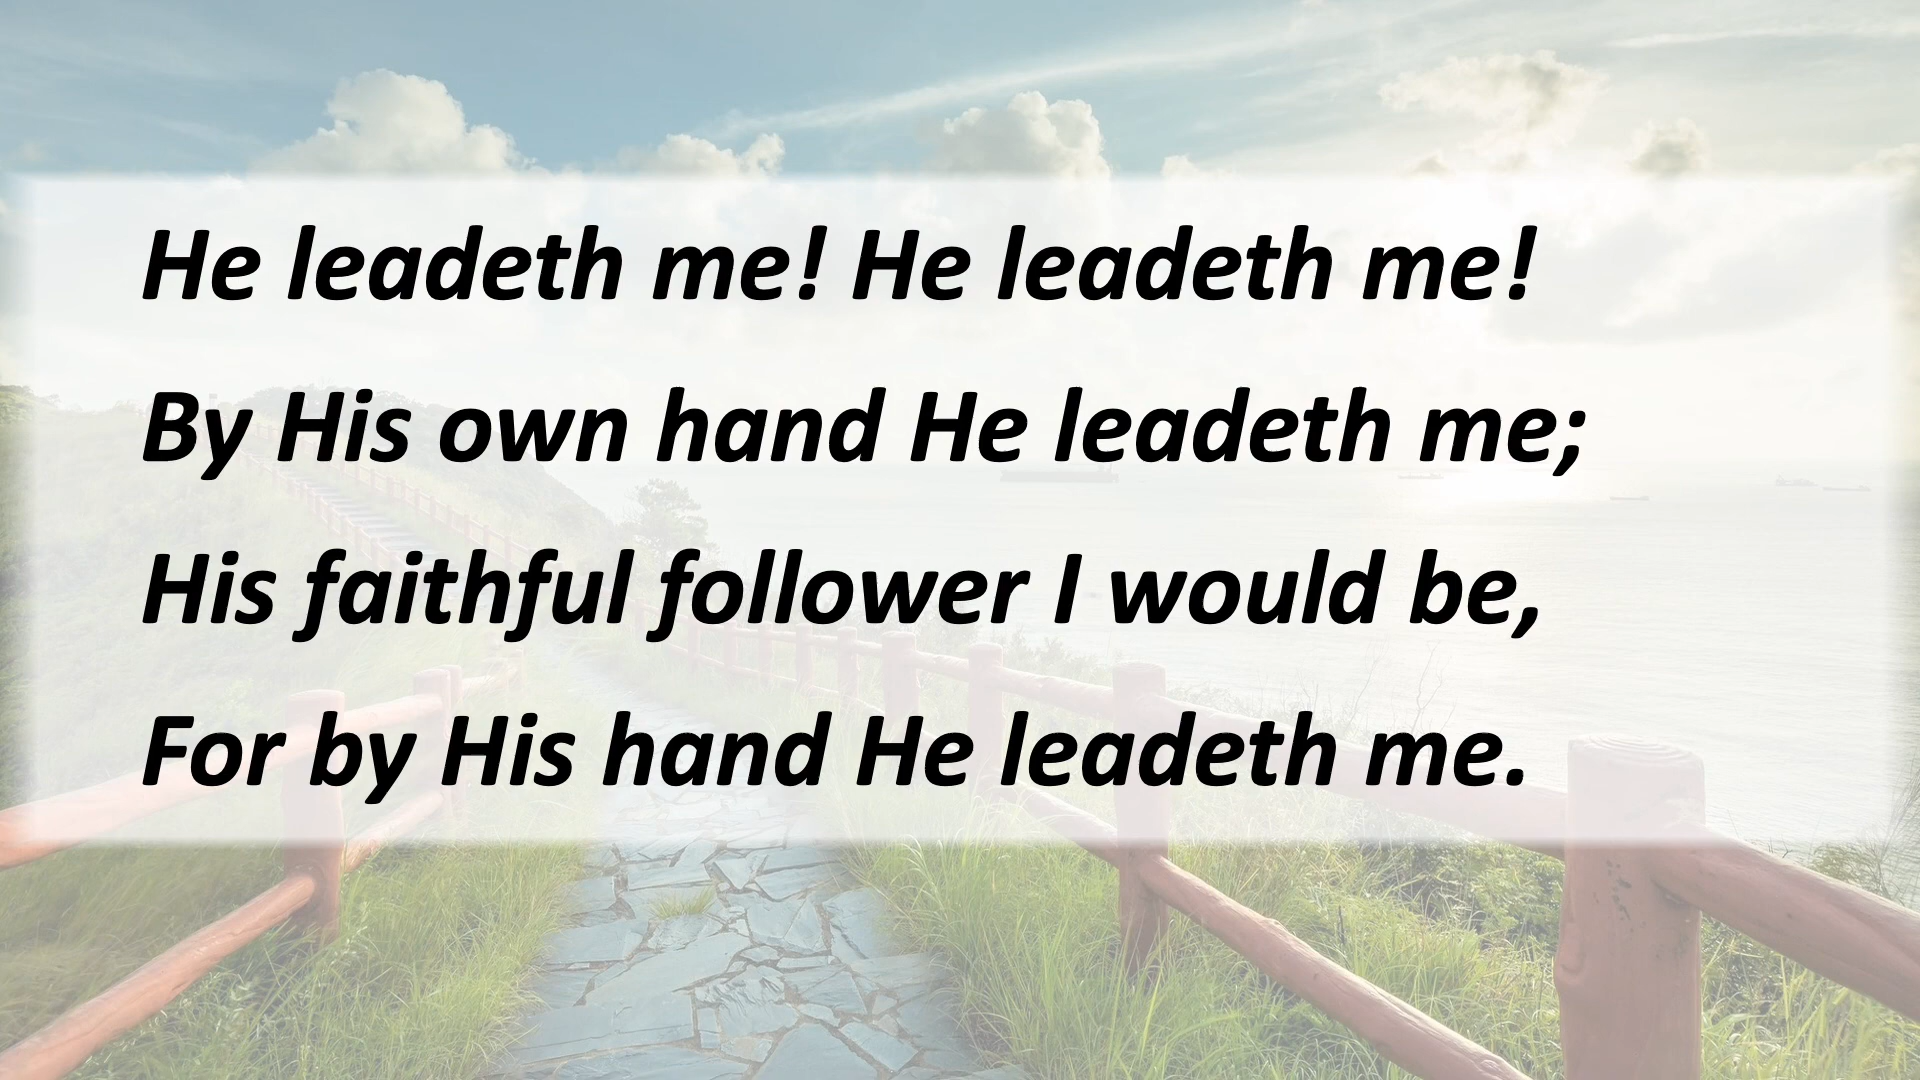 He leadeth me! He leadeth me!
By His own hand He leadeth me;
His faithful follower I would be,
For by His hand He leadeth me.